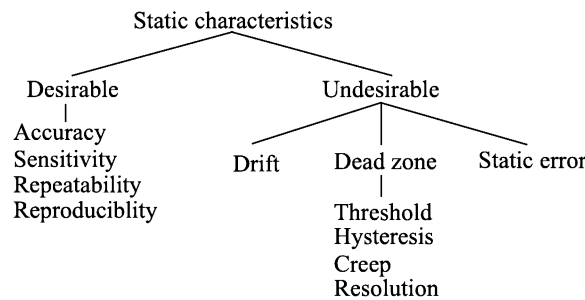 Static characteristics
Desirable
Undesirable
Accuracy
Sensitivity
Repeatability
Reproduciblity
Drift
Dead zone
Static error
Threshold
Hysteresis
Creep
Resolution